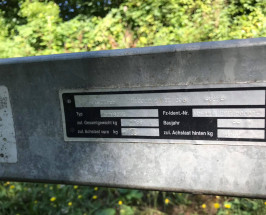 Typ Fz-Ident.-Nr.
zul. Gesamtgewicht kg Baujahr
zul. Achslast vorn kg zul. Achslast hinten kg